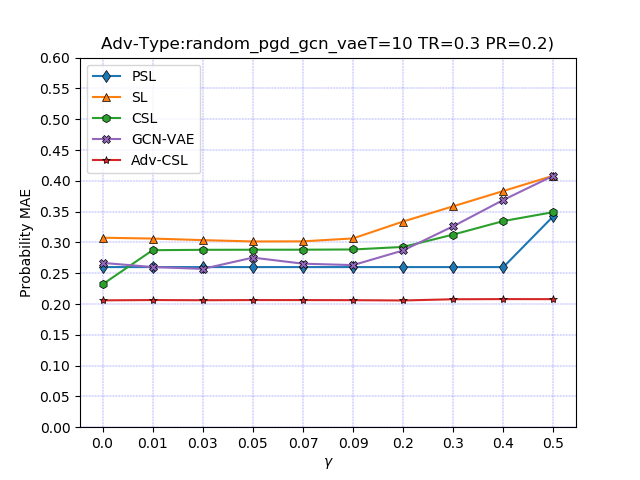 Adv-Type:random_pgd_gcn_vaeT=10 TR=0.3 PR=0.2)
PSL
SL
CSL
GCN-VAE
Adv-CSL
Probability MAE
0.60
0.55
0.50
0.45
0.40
0.35
0.30
0.25
0.20
0.15
0.10
0.05
0.00
0.0 0.01 0.03 0.05 0.07 0.09 0.2 0.3 0.4 0.5
γ